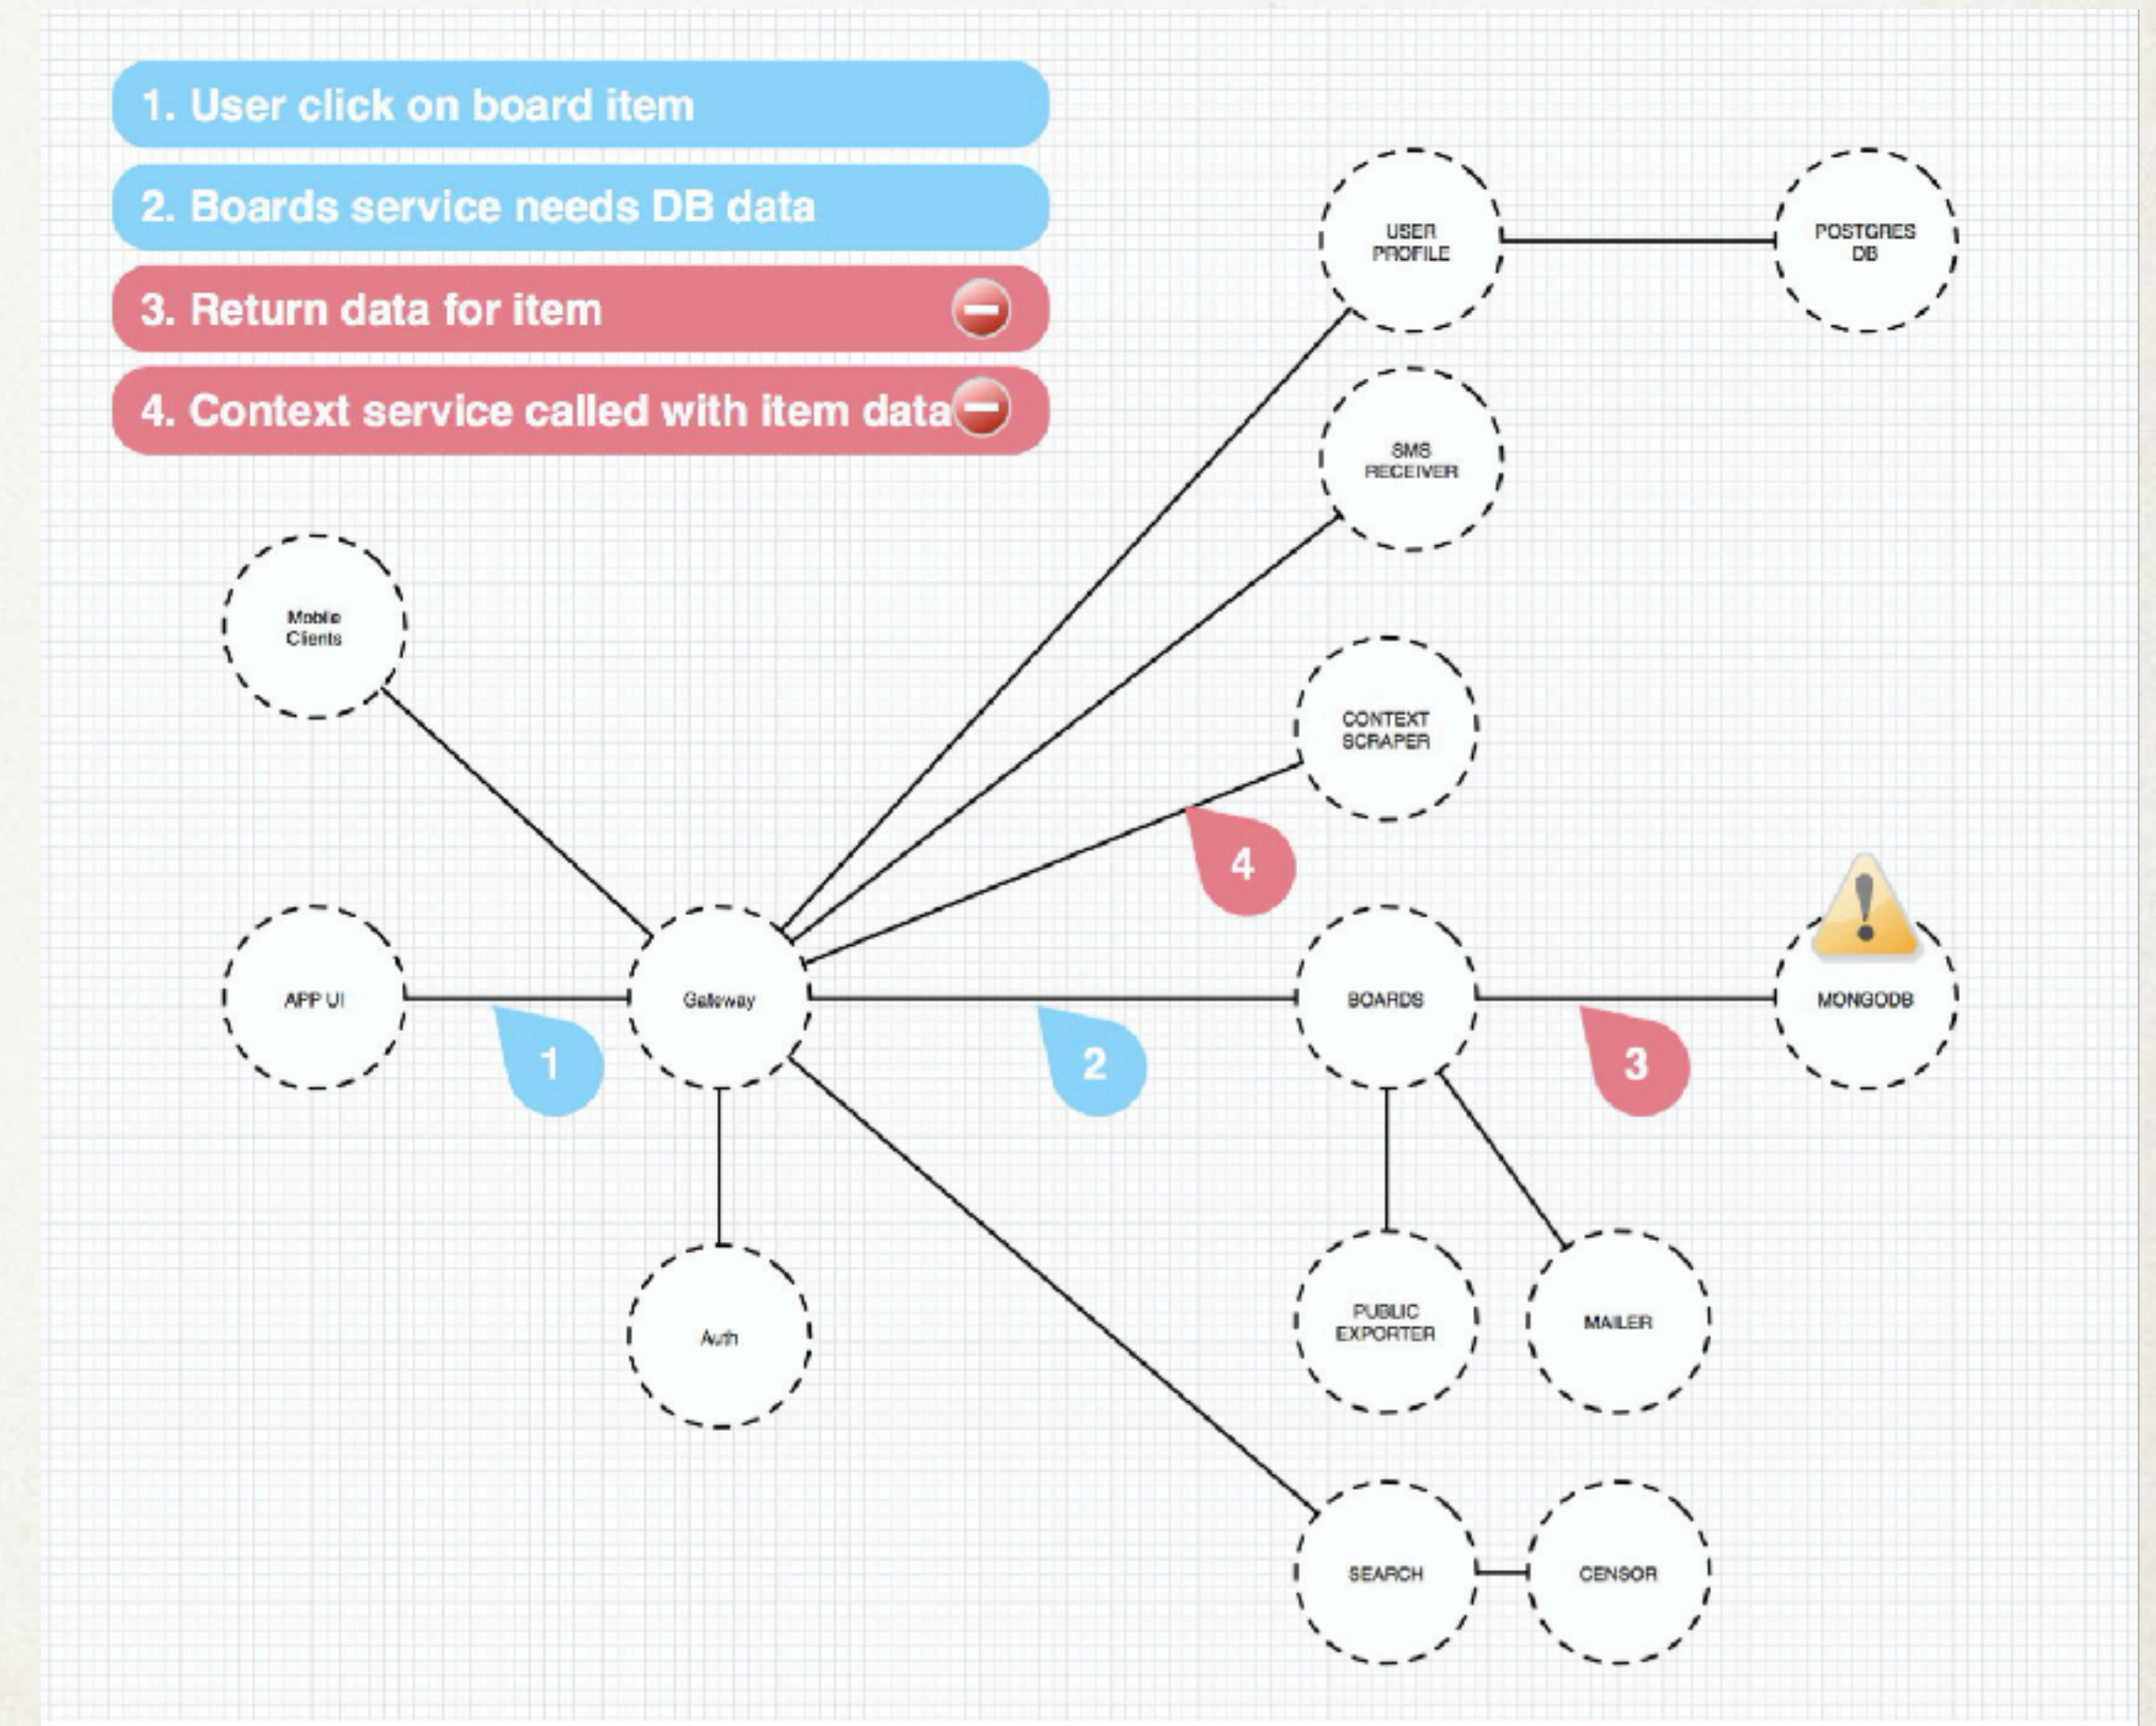 1. User click on board item
2. Boards service needs DB data
3. Return data for item
4. Context service called with item data
USER
PROFILE
POSTGRES
DB
SMS
RECEIVER
Mobile
Clients
CONTEXT
SCRAPER
4
APP UI
Gateway
BOARDS
MONGODB
1
2
3
PUBLIC
EXPORTER
MAILER
Auth
SEARCH
CENSOR